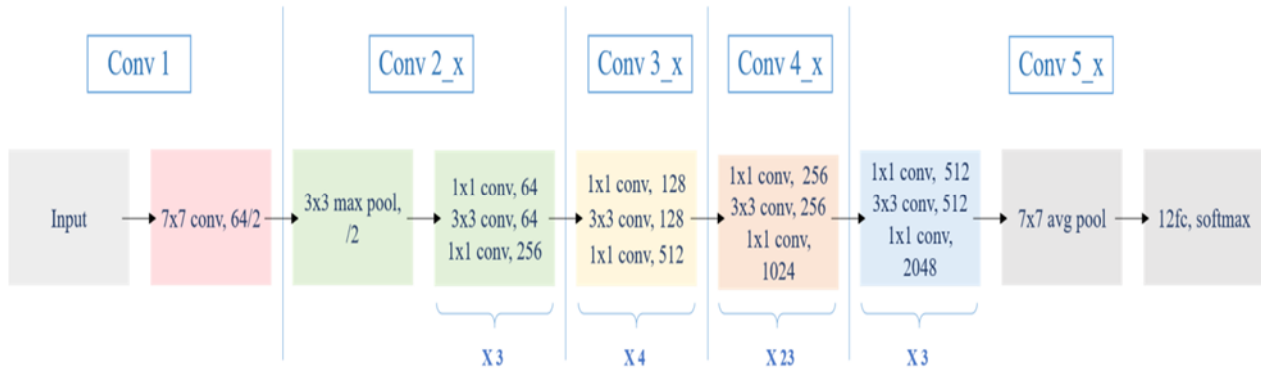 Conv 1
Conv 2_x
Conv 3_x
Conv 4_x
Conv 5_x
Input
7x7 conv, 64/2
3x3 max pool,
/2
1x1 conv, 64
3x3 conv, 64
1x1 conv, 256
1x1 conv, 128
3x3 conv, 128
1x1 conv, 512
1x1 conv, 256
3x3 conv, 256
1x1 conv,
1024
1x1 conv, 512
3x3 conv, 512
1x1 conv,
2048
7x7 avg pool
12fc, softmax
X 3
X 4
X 23
X 3